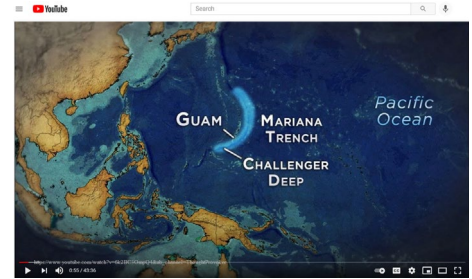 YouTube
Search
Pacific
Ocean
GUAM
MARIANA
TRENCH
CHALLENGER
DEEP
0:55 / 43:56